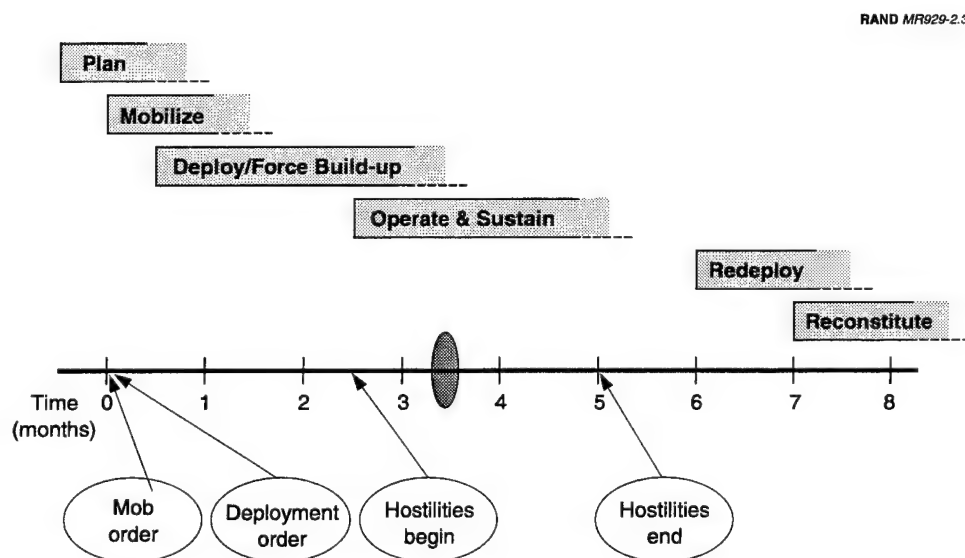 RAND MR929-2.3
Plan
Mobilize
Deploy/Force Build-up
Operate & Sustain
Redeploy
Reconstitute
Time
(months)
0 1 2 3 4 5 6 7 8
Mob
order
Deployment
order
Hostilities
begin
Hostilities
end